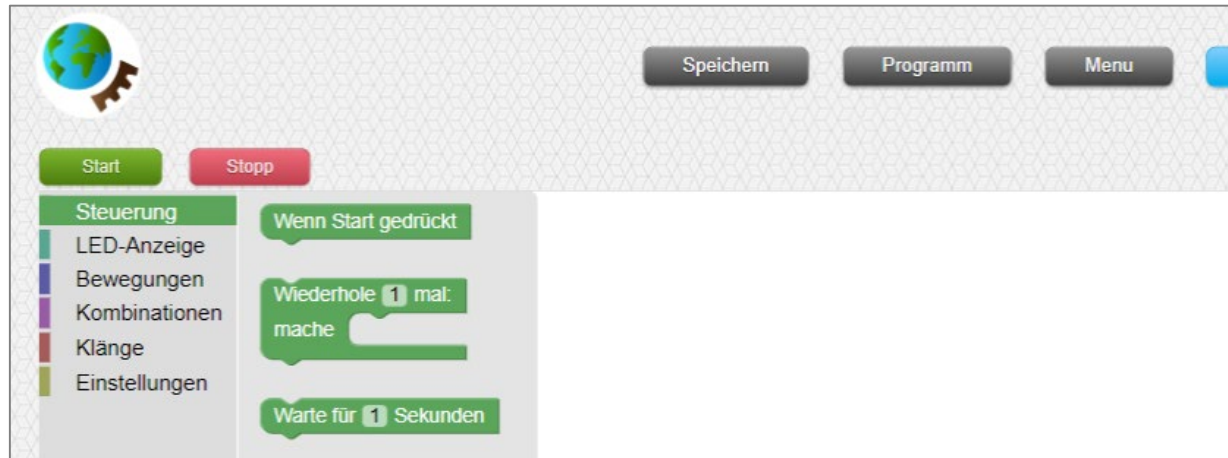 Speichern
Programm
Menu
Start
Stopp
Steuerung
LED-Anzeige
Bewegungen
Kombinationen
Klänge
Einstellungen
Wenn Start gedrückt
Wiederhole 1 mal:
mache
Warte für 1 Sekunden